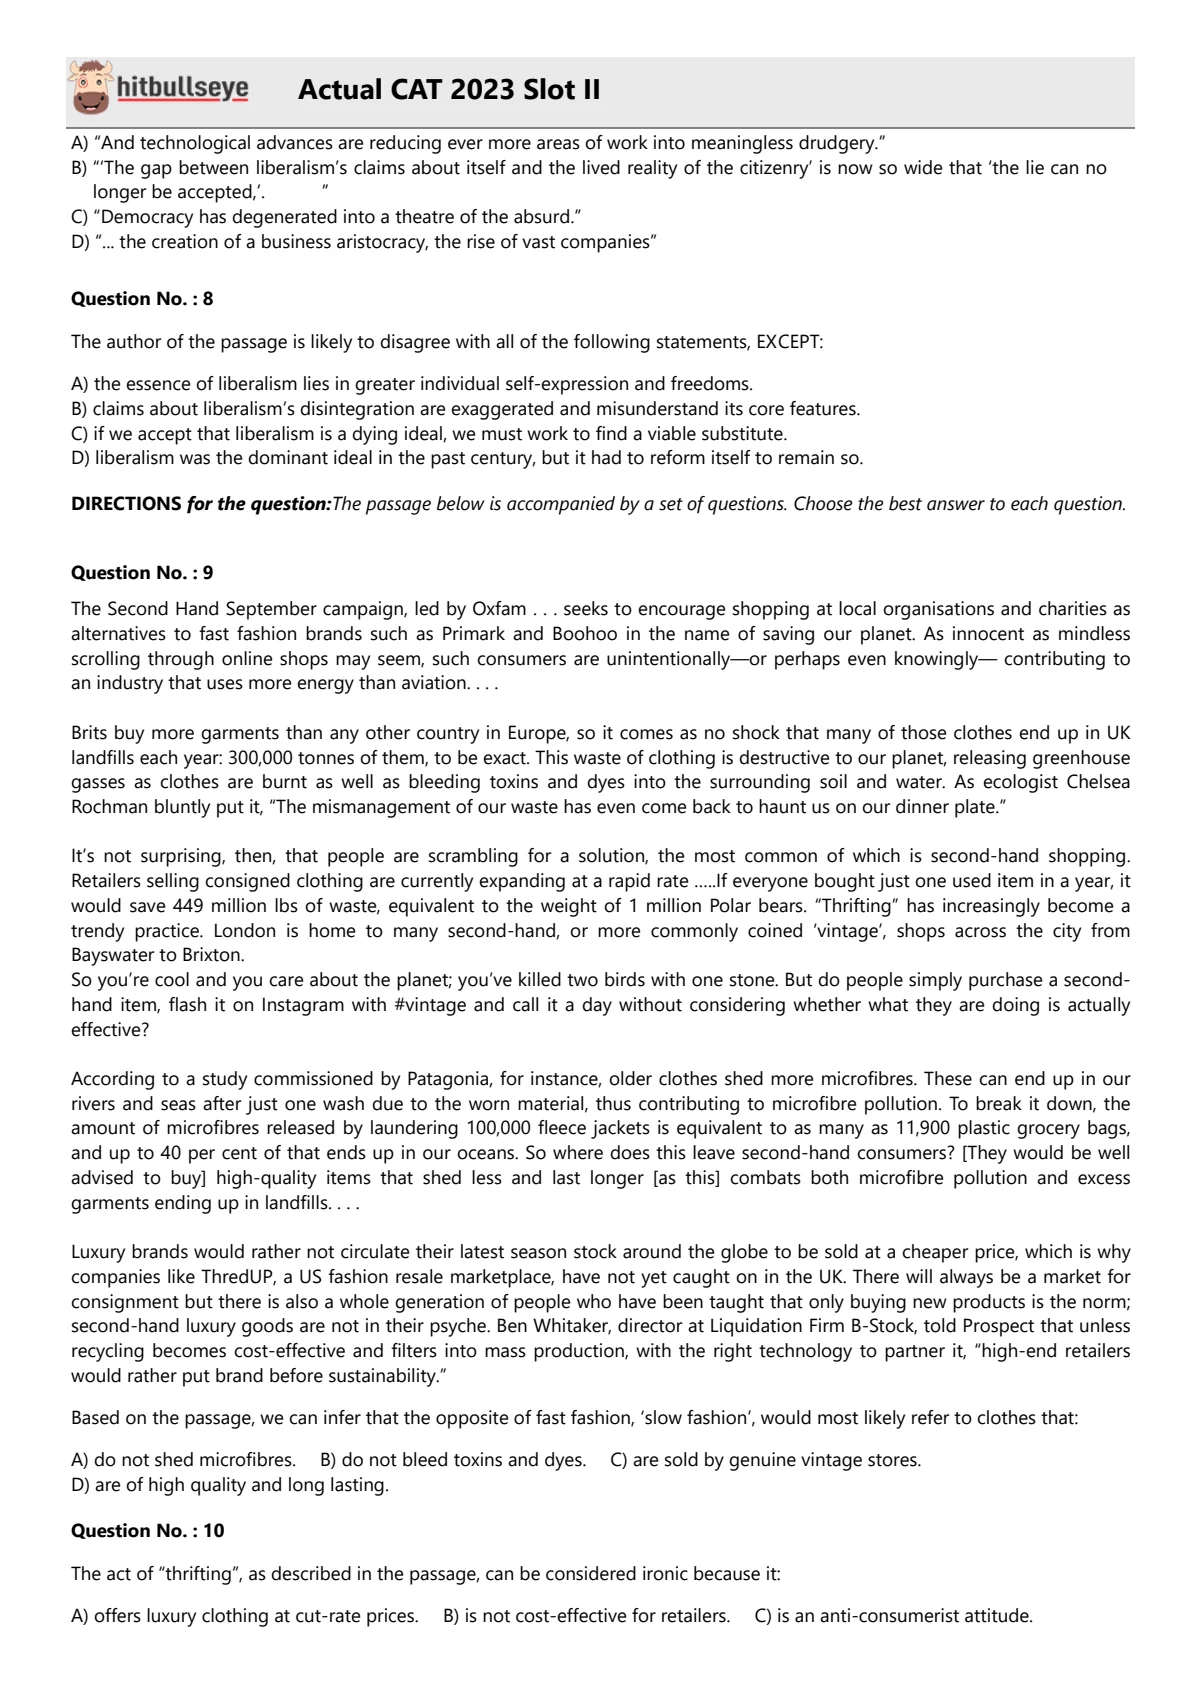 hitbullseye Actual CAT 2023 Slot II
A) “And technological advances are reducing ever more areas of work into meaningless drudgery.”
B) “‘The gap between liberalism’s claims about itself and the lived reality of the citizenry’ is now so wide that ‘the lie can no
longer be accepted,’. ”
C) “Democracy has degenerated into a theatre of the absurd.”
D) “... the creation of a business aristocracy, the rise of vast companies”
Question No. : 8
The author of the passage is likely to disagree with all of the following statements, EXCEPT:
A) the essence of liberalism lies in greater individual self-expression and freedoms.
B) claims about liberalism’s disintegration are exaggerated and misunderstand its core features.
C) if we accept that liberalism is a dying ideal, we must work to find a viable substitute.
D) liberalism was the dominant ideal in the past century, but it had to reform itself to remain so.
DIRECTIONS for the question:The passage below is accompanied by a set of questions. Choose the best answer to each question.
Question No. : 9
The Second Hand September campaign, led by Oxfam . . . seeks to encourage shopping at local organisations and charities as
alternatives to fast fashion brands such as Primark and Boohoo in the name of saving our planet. As innocent as mindless
scrolling through online shops may seem, such consumers are unintentionally—or perhaps even knowingly— contributing to
an industry that uses more energy than aviation. . . .
Brits buy more garments than any other country in Europe, so it comes as no shock that many of those clothes end up in UK
landfills each year: 300,000 tonnes of them, to be exact. This waste of clothing is destructive to our planet, releasing greenhouse
gasses as clothes are burnt as well as bleeding toxins and dyes into the surrounding soil and water. As ecologist Chelsea
Rochman bluntly put it, “The mismanagement of our waste has even come back to haunt us on our dinner plate.”
It’s not surprising, then, that people are scrambling for a solution, the most common of which is second-hand shopping.
Retailers selling consigned clothing are currently expanding at a rapid rate .....If everyone bought just one used item in a year, it
would save 449 million lbs of waste, equivalent to the weight of 1 million Polar bears. “Thrifting” has increasingly become a
trendy practice. London is home to many second-hand, or more commonly coined ‘vintage’, shops across the city from
Bayswater to Brixton.
So you’re cool and you care about the planet; you’ve killed two birds with one stone. But do people simply purchase a second-
hand item, flash it on Instagram with #vintage and call it a day without considering whether what they are doing is actually
effective?
According to a study commissioned by Patagonia, for instance, older clothes shed more microfibres. These can end up in our
rivers and seas after just one wash due to the worn material, thus contributing to microfibre pollution. To break it down, the
amount of microfibres released by laundering 100,000 fleece jackets is equivalent to as many as 11,900 plastic grocery bags,
and up to 40 per cent of that ends up in our oceans. So where does this leave second-hand consumers? [They would be well
advised to buy] high-quality items that shed less and last longer [as this] combats both microfibre pollution and excess
garments ending up in landfills. . . .
Luxury brands would rather not circulate their latest season stock around the globe to be sold at a cheaper price, which is why
companies like ThredUP, a US fashion resale marketplace, have not yet caught on in the UK. There will always be a market for
consignment but there is also a whole generation of people who have been taught that only buying new products is the norm;
second-hand luxury goods are not in their psyche. Ben Whitaker, director at Liquidation Firm B-Stock, told Prospect that unless
recycling becomes cost-effective and filters into mass production, with the right technology to partner it, “high-end retailers
would rather put brand before sustainability.”
Based on the passage, we can infer that the opposite of fast fashion, ‘slow fashion’, would most likely refer to clothes that:
A) do not shed microfibres. B) do not bleed toxins and dyes. C) are sold by genuine vintage stores.
D) are of high quality and long lasting.
Question No. : 10
The act of “thrifting”, as described in the passage, can be considered ironic because it:
A) offers luxury clothing at cut-rate prices. B) is not cost-effective for retailers. C) is an anti-consumerist attitude.